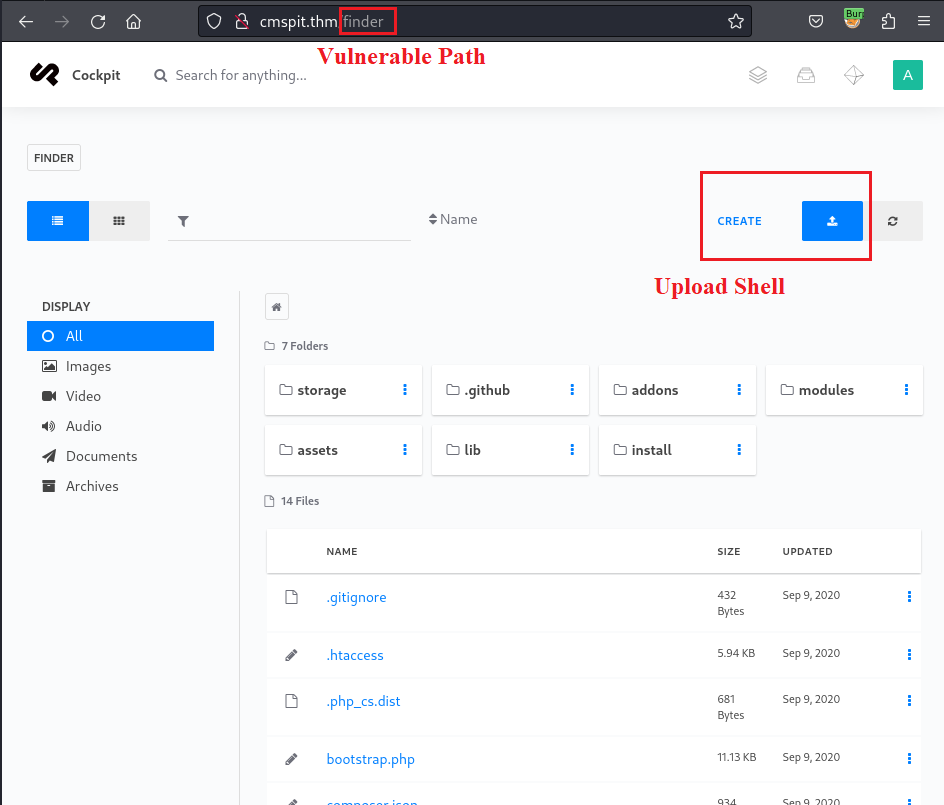 cmspit.thm/finder
Burp
Vulnerable Path
Cockpit
Search for anything...
A
FINDER
Name
CREATE
Upload Shell
DISPLAY
All
Images
Video
Audio
Documents
Archives
7 Folders
storage
.github
addons
modules
assets
lib
install
14 Files
NAME SIZE UPDATED
.gitignore 432 Bytes Sep 9, 2020
.htaccess 5.94 KB Sep 9, 2020
.php_cs.dist 681 Bytes Sep 9, 2020
bootstrap.php 11.13 KB Sep 9, 2020
composer.json 934 Sep 9, 2020